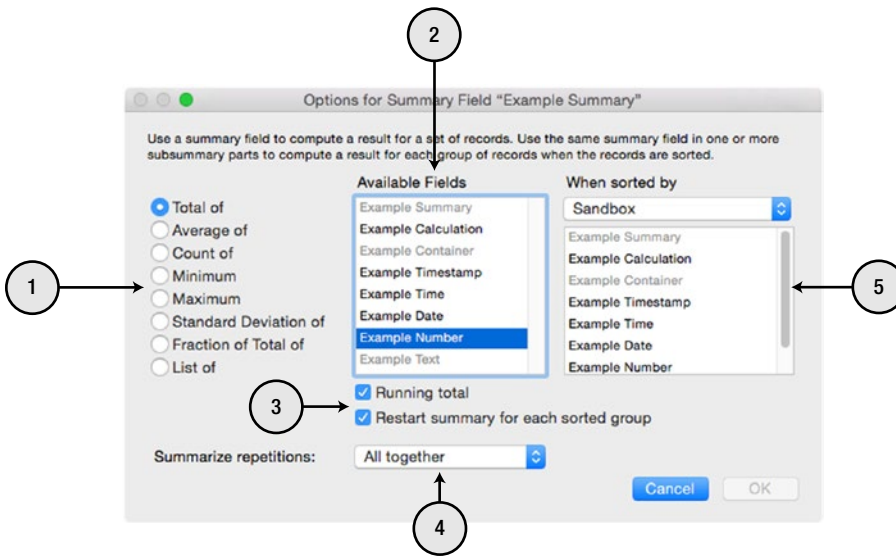 2
Options for Summary Field “Example Summary”
Use a summary field to compute a result for a set of records. Use the same summary field in one or more
subsummary parts to compute a result for each group of records when the records are sorted.
Available Fields
When sorted by
Total of
Average of
Count of
Minimum
Maximum
Standard Deviation of
Fraction of Total of
List of
1
Example Summary
Example Calculation
Example Container
Example Timestamp
Example Time
Example Date
Example Number
Example Text
Sandbox
Example Summary
Example Calculation
Example Container
Example Timestamp
Example Time
Example Date
Example Number
5
3
Running total
Restart summary for each sorted group
Summarize repetitions:
All together
Cancel
OK
4